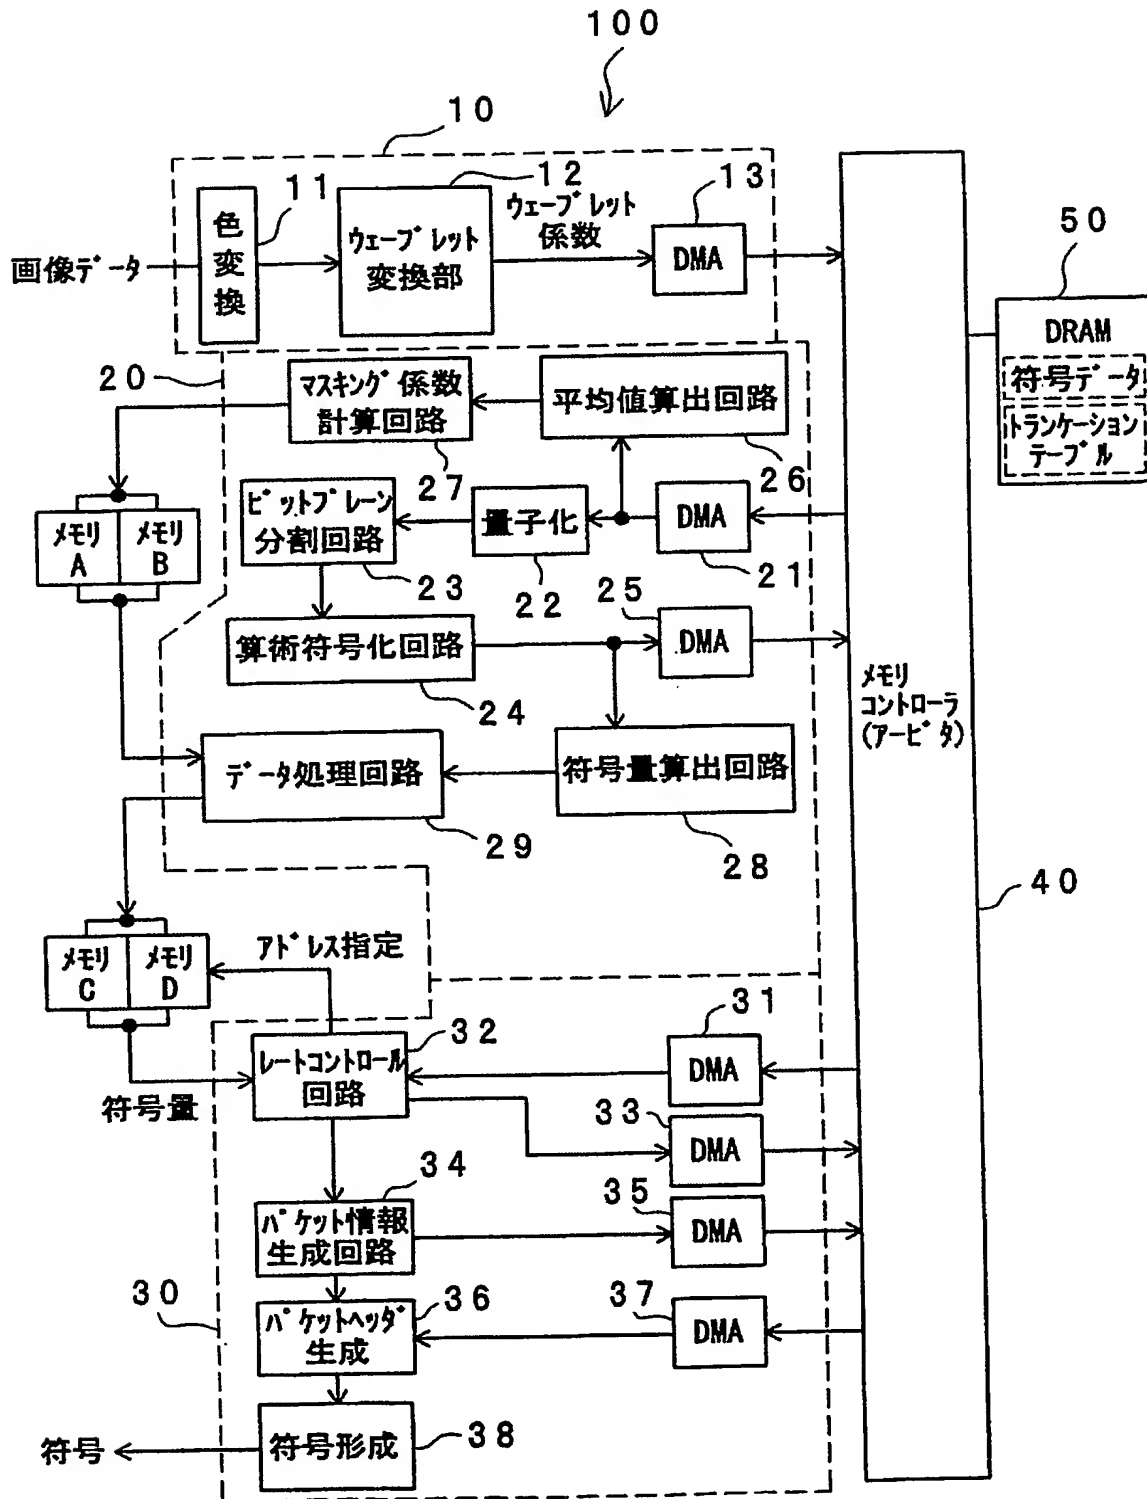 100
10
11
12
13
色
変
換
画像データ
ウェーブレット
変換部
ウェーブレット
係数
DMA
50
DRAM
符号データ
トランケーション
テーブル
20
マスキング係数
計算回路
27
平均値算出回路
26
ビットプレーン
分割回路
23
量子化
22
DMA
21
メモリ
A
メモリ
B
25
DMA
算術符号化回路
24
メモリ
コントローラ
(アービタ)
データ処理回路
29
符号量算出回路
28
40
メモリ
C
メモリ
D
アドレス指定
31
32
レートコントロール
回路
DMA
符号量
33
DMA
34
35
パケット情報
生成回路
DMA
30
36
37
パケットヘッダ
生成
DMA
38
符号形成
符号